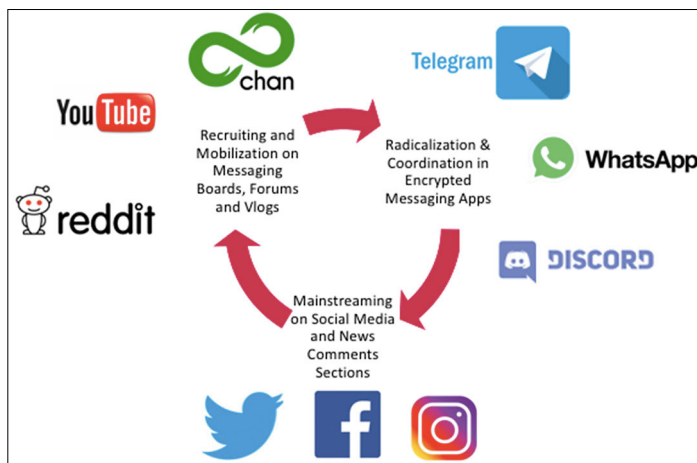 chan
YouTube
reddit
Recruiting and
Mobilization on
Messaging
Boards, Forums
and Vlogs
Telegram
Radicalization &
Coordination in
Encrypted
Messaging Apps
WhatsApp
DISCORD
Mainstreaming
on Social Media
and News
Comments
Sections